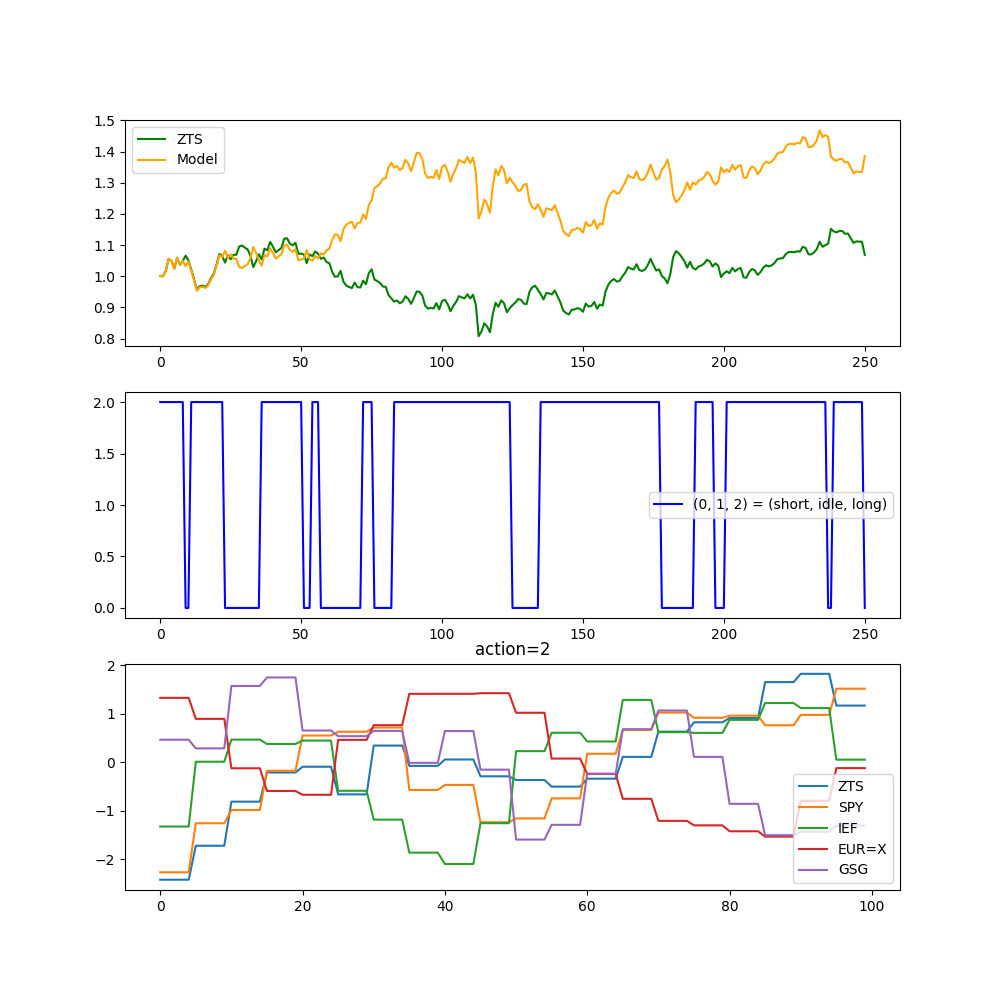 1.5
1.4
1.3
1.2
1.1
1.0
0.9
0.8
ZTS
Model
0 50 100 150 200 250
2.0
1.5
1.0
0.5
0.0
(0, 1, 2) = (short, idle, long)
0 50 100 150 200 250
action=2
2
1
0
−1
−2
ZTS
SPY
IEF
EUR=X
GSG
0 20 40 60 80 100